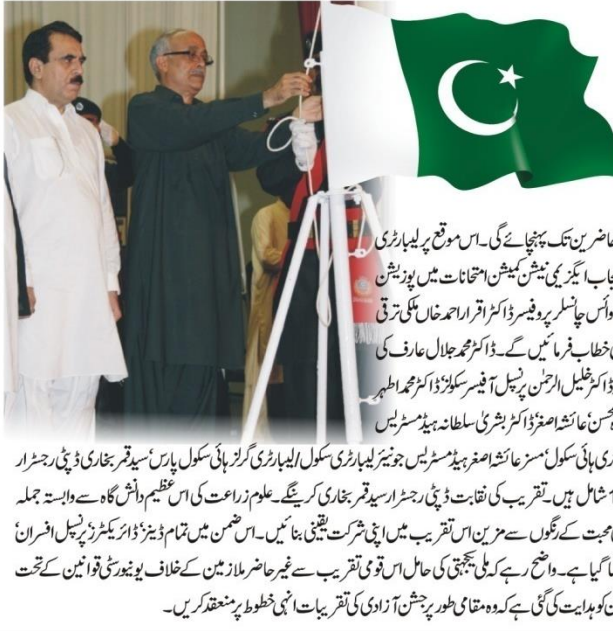 حاضرین تک پہنچائے گی۔ اس موقع پر لیبارٹری
جاب ایگزیمی نیشن کمیشن امتحانات میں پوزیشن
وائس چانسلر پروفیسر ڈاکٹر اقرار احمد خاں ملکی ترقی
خطاب فرمائیں گے۔ ڈاکٹر محمد جلال عارف کی
ڈاکٹر خلیل الرحمٰن پرنسپل آفیسر سکولز، ڈاکٹر محمد اطہر
حسن، عائشہ اصغر، ڈاکٹر بشریٰ سلطانہ ہیڈ مسٹریس
ری ہائی سکول، مسز عائشہ اصغر ہیڈ مسٹریس جونیئر لیبارٹری سکول/لیبارٹری گرلز ہائی سکول پارس، سید قمر بخاری ڈپٹی رجسٹرار
شامل ہیں۔ تقریب کی نقابت ڈپٹی رجسٹرار سید قمر بخاری کرینگے۔ علوم زراعت کی اس عظیم دانش گاہ سے وابستہ جملہ
محبت کے رنگوں سے مزین اس تقریب میں اپنی شرکت یقینی بنائیں۔ اس ضمن میں تمام ڈینز، ڈائریکٹرز، پرنسپل افسران،
کیا ہے۔ واضح رہے کہ ملی یکجہتی کی حامل اس قومی تقریب سے غیر حاضر ملازمین کے خلاف یونیورسٹی قوانین کے تحت
کو ہدایت کی گئی ہے کہ وہ مقامی طور پر جشن آزادی کی تقریبات انہی خطوط پر منعقد کریں۔